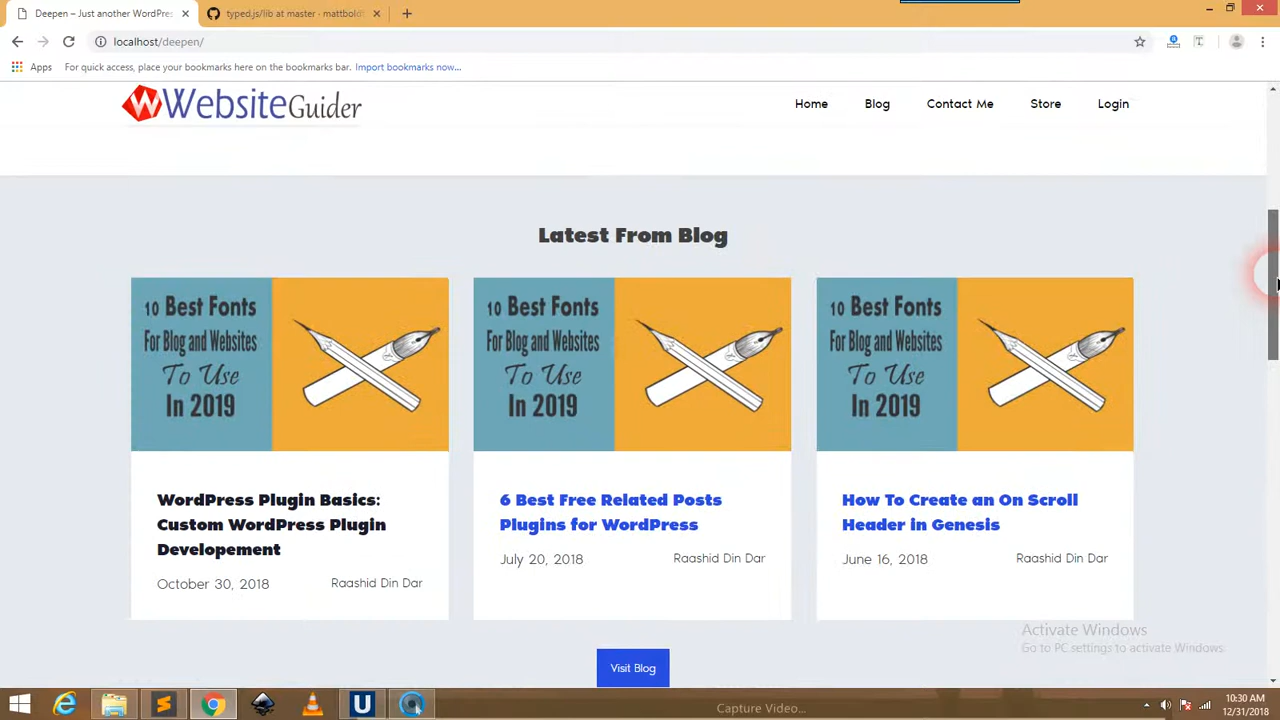 Deepen – Just another WordPres
typed.js/lib at master · mattboldt
localhost/deepen/
Apps
For quick access, place your bookmarks here on the bookmarks bar. Import bookmarks now...
W WebsiteGuider
Home
Blog
Contact Me
Store
Login
Latest From Blog
10 Best Fonts
For Blog and Websites
To Use
In 2019
10 Best Fonts
For Blog and Websites
To Use
In 2019
10 Best Fonts
For Blog and Websites
To Use
In 2019
WordPress Plugin Basics:
Custom WordPress Plugin
Developement
October 30, 2018
Raashid Din Dar
6 Best Free Related Posts
Plugins for WordPress
July 20, 2018
Raashid Din Dar
How To Create an On Scroll
Header in Genesis
June 16, 2018
Raashid Din Dar
Visit Blog
Activate Windows
Go to PC settings to activate Windows.
Capture Video...
10:30 AM
12/31/2018